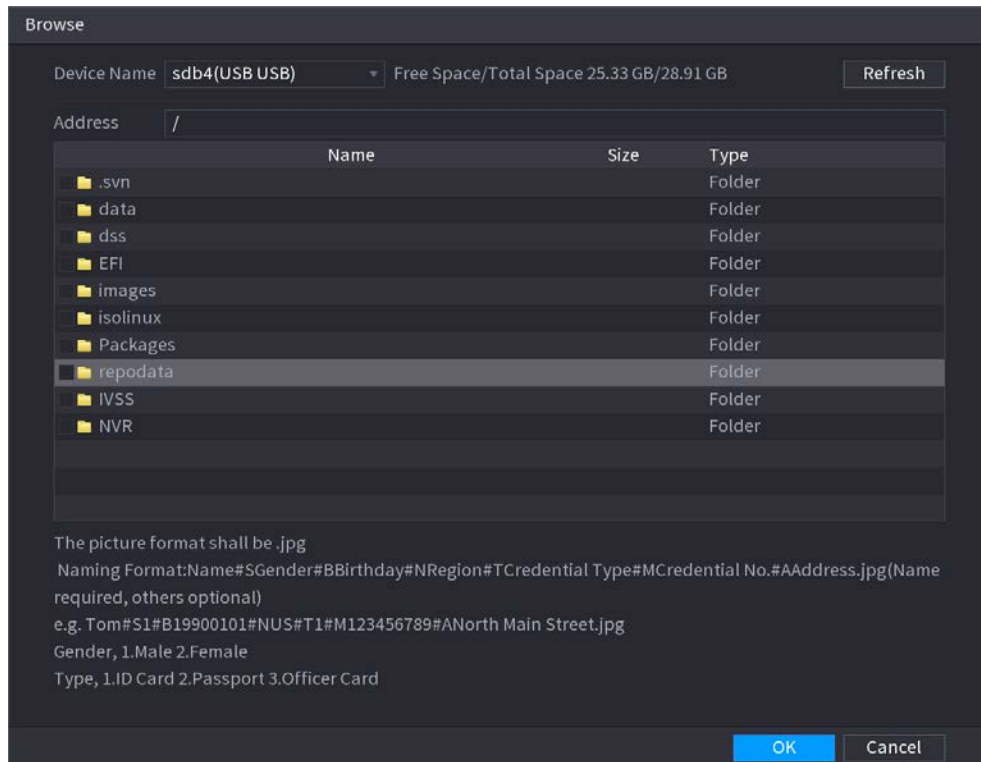 Browse
Device Name sdb4(USB USB) Free Space/Total Space 25.33 GB/28.91 GB Refresh
Address /
Name Size Type
.svn Folder
data Folder
dss Folder
EFI Folder
images Folder
isolinux Folder
Packages Folder
repodata Folder
IVSS Folder
NVR Folder
The picture format shall be .jpg
Naming Format:Name#SGender#BBirthday#NRegion#TCredential Type#MCredential No.#AAddress.jpg(Name
required, others optional)
e.g. Tom#S1#B19900101#NUS#T1#M123456789#ANorth Main Street.jpg
Gender, 1.Male 2.Female
Type, 1.ID Card 2.Passport 3.Officer Card
OK Cancel